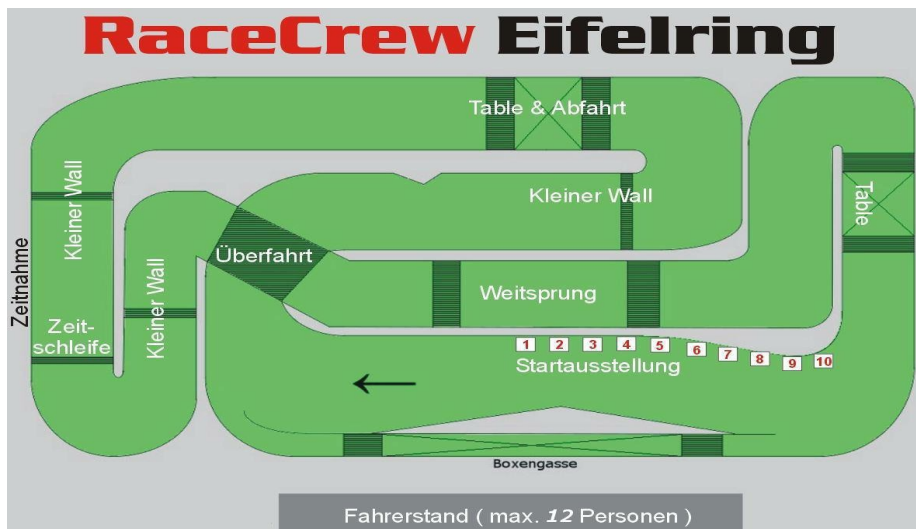 RaceCrew Eifelring
Table & Abfahrt
Kleiner Wall
Kleiner Wall
Table
Zeitnahme
Überfahrt
Kleiner Wall
Weitsprung
Zeit-
schleife
1 2 3 4 5 6 7 8 9 10
Startausstellung
Boxengasse
Fahrerstand ( max. 12 Personen )